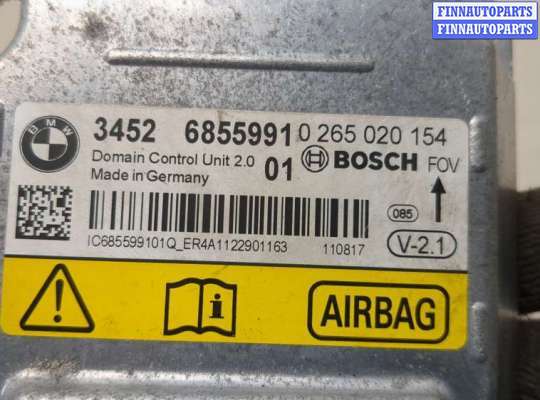 FINNAUTOPARTS
FINNAUTOPARTS
BMW
3452 6855991 01
0 265 020 154
Domain Control Unit 2.0
BOSCH FOV
Made in Germany
085
V-2.1
IC685599101Q_ER4A1122901163 110817
AIRBAG